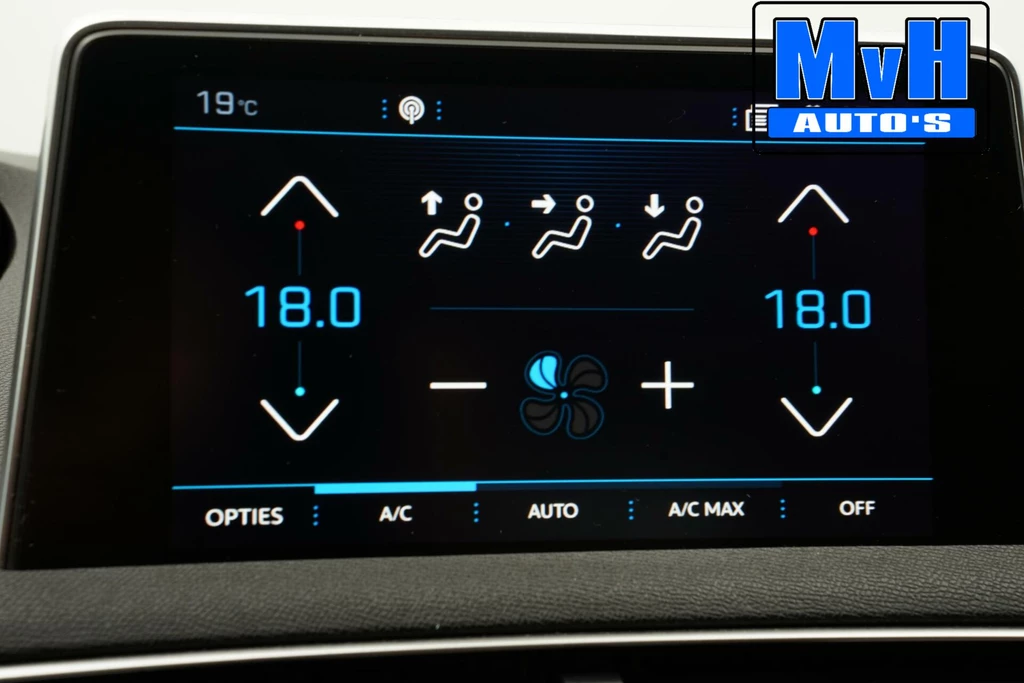 MvH
AUTO'S
19°C
18.0
18.0
OPTIES A/C AUTO A/C MAX OFF